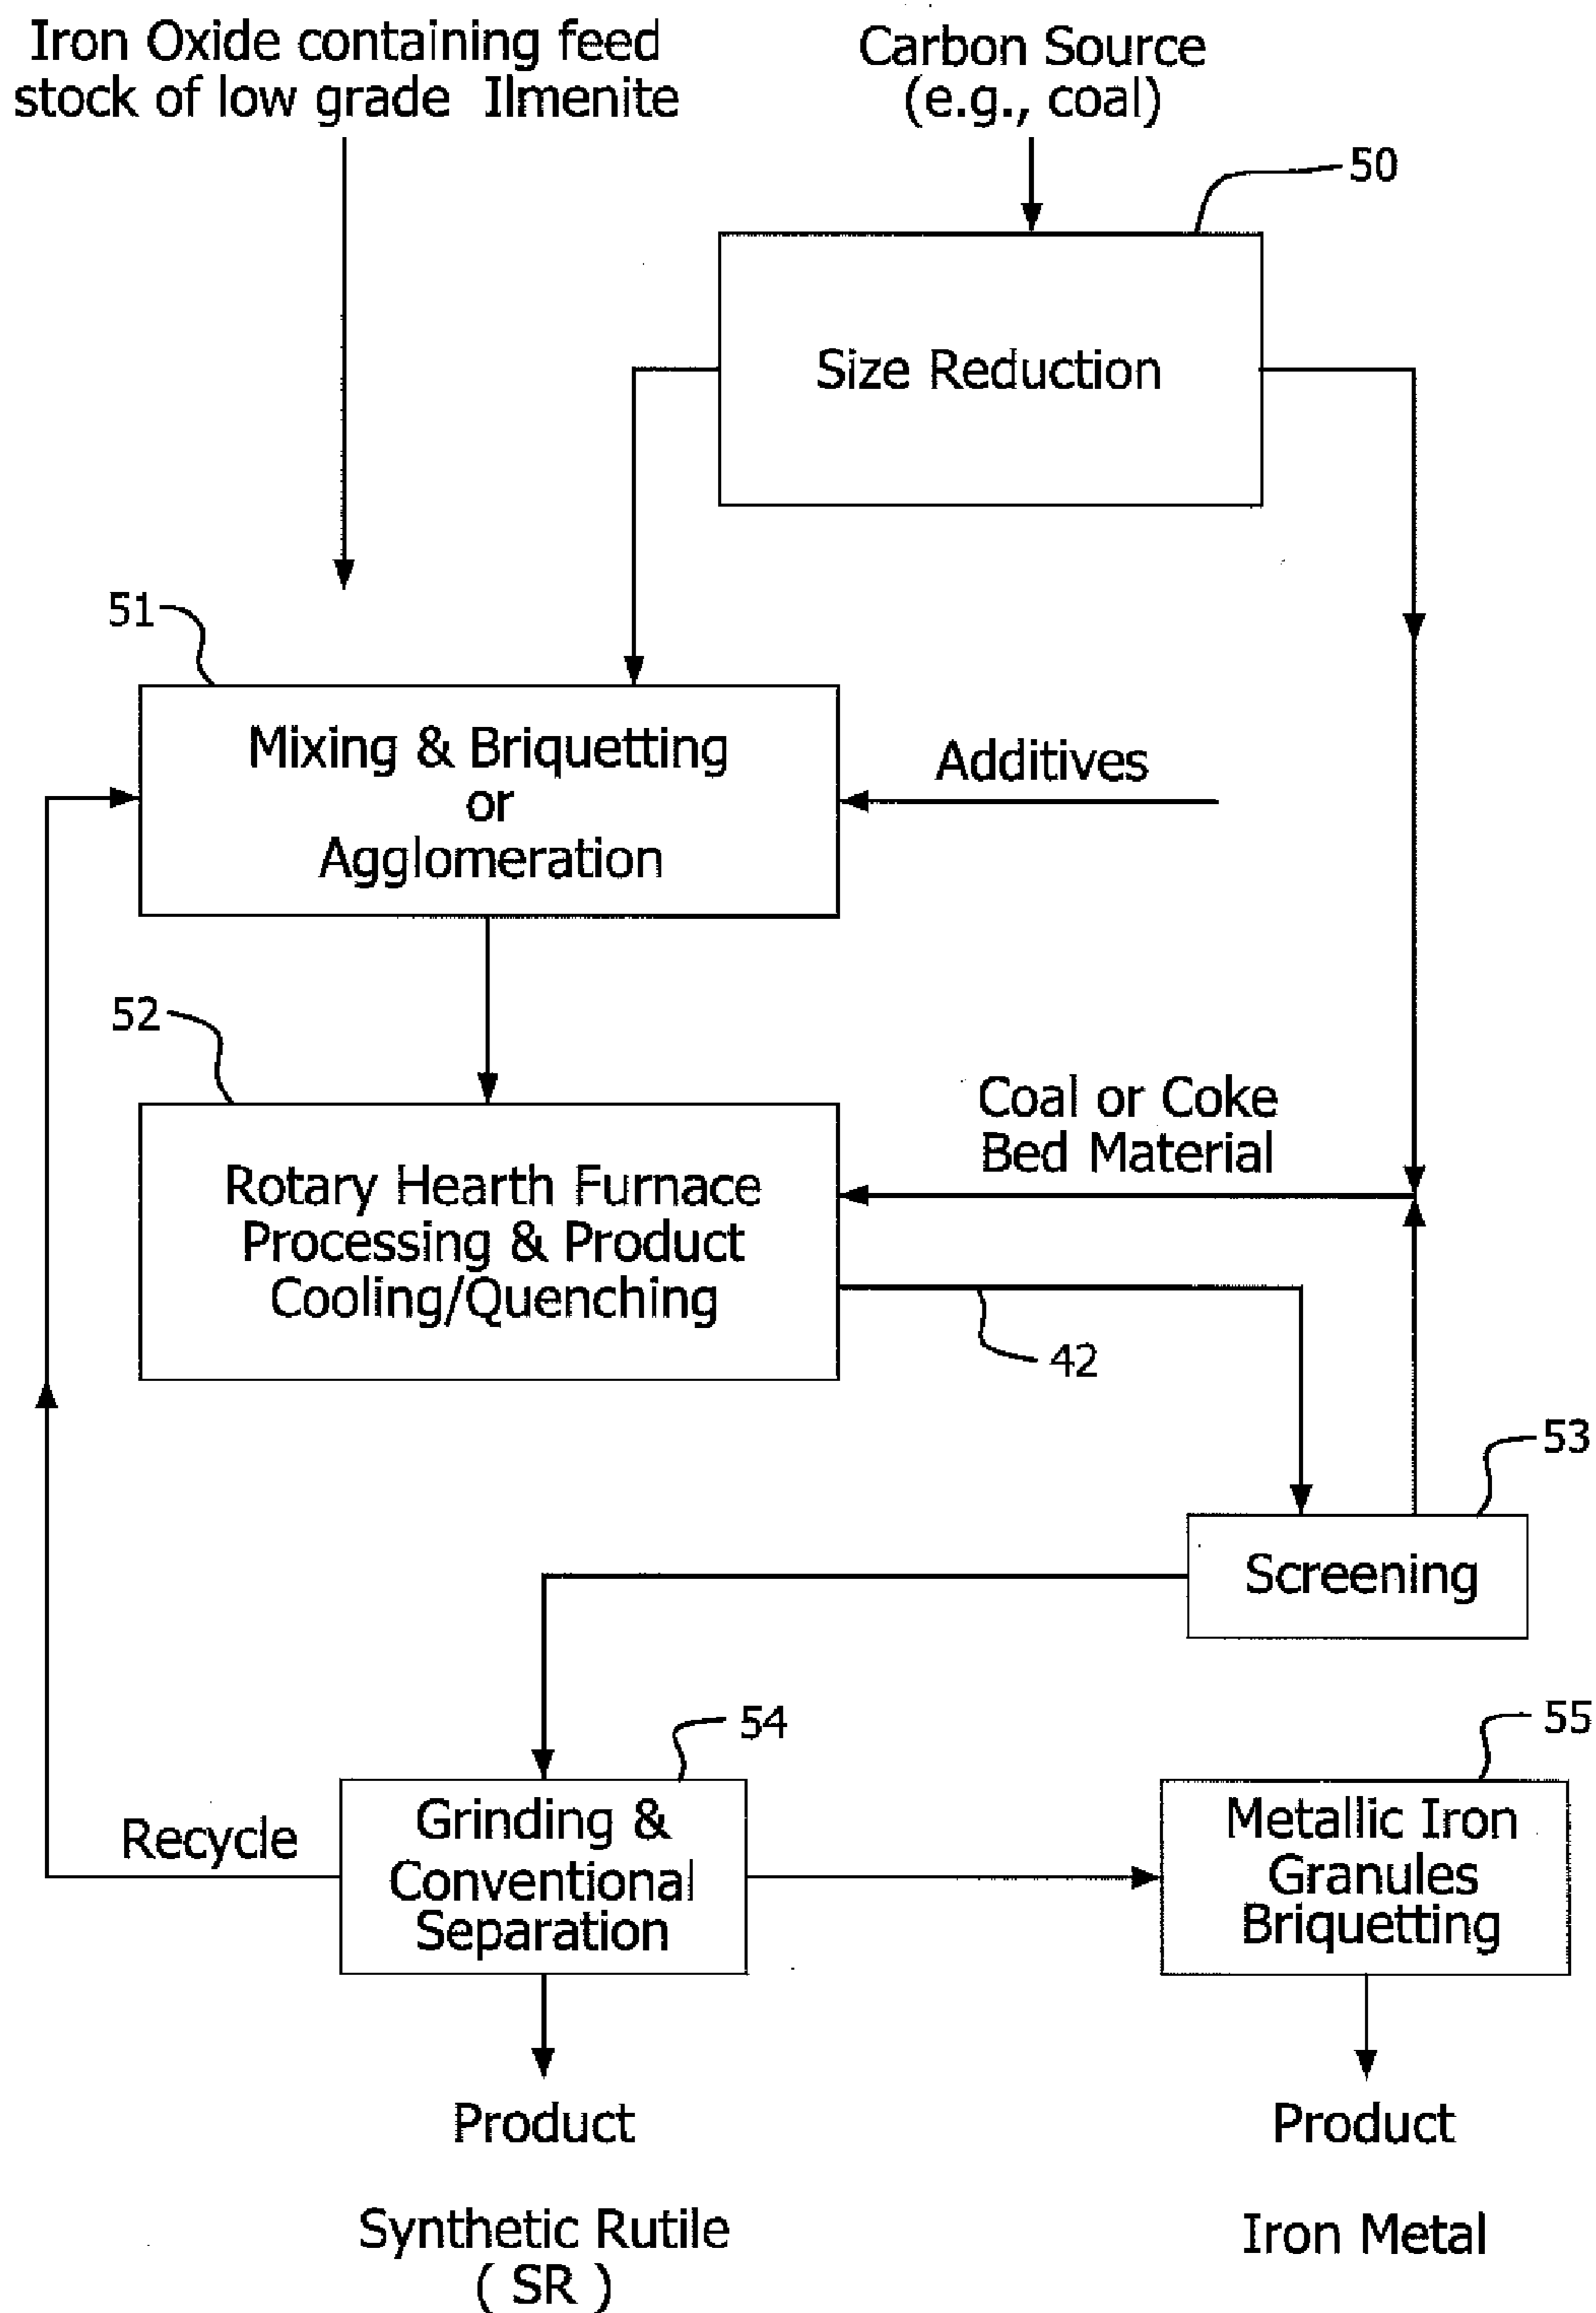 Iron Oxide containing feed
stock of low grade Ilmenite
Carbon Source
(e.g., coal)
50
Size Reduction
51
Mixing & Briquetting
or
Agglomeration
Additives
52
Rotary Hearth Furnace
Processing & Product
Cooling/Quenching
Coal or Coke
Bed Material
42
53
Screening
54
Grinding &
Conventional
Separation
Recycle
55
Metallic Iron
Granules
Briquetting
Product
Synthetic Rutile
( SR )
Product
Iron Metal